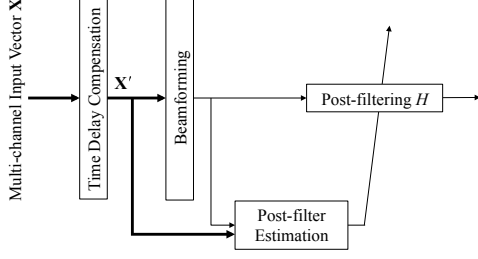 Multi-channel Input Vector X
Time Delay Compensation
X′
Beamforming
Post-filtering H
Post-filter
Estimation